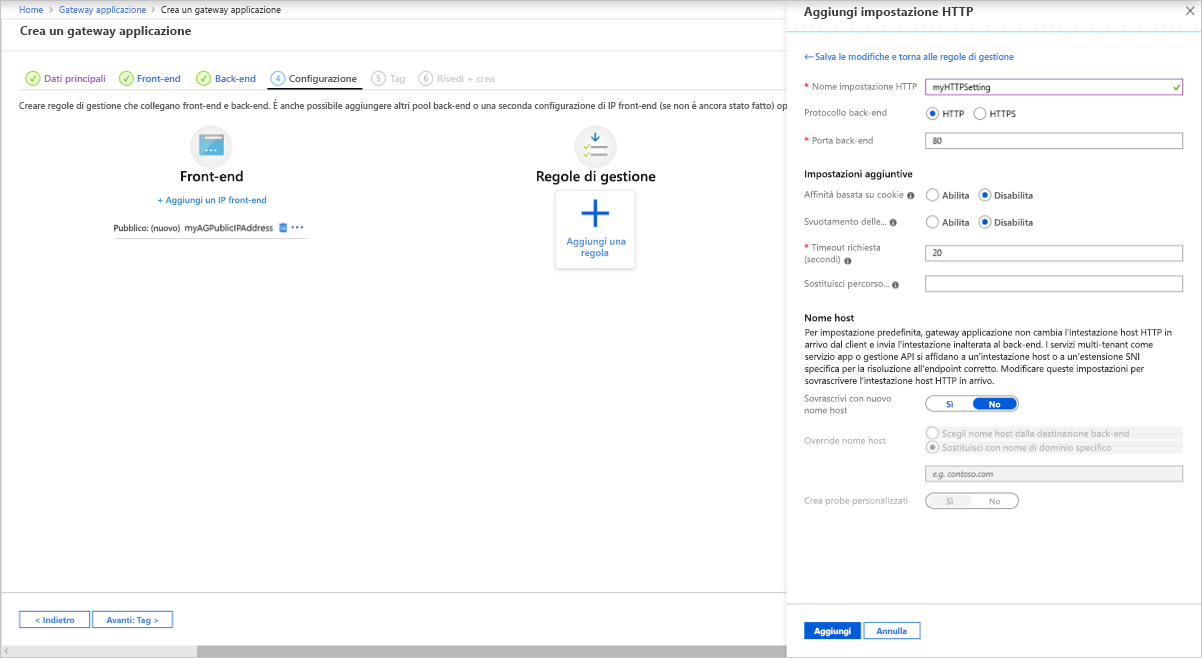 Home > Gateway applicazione > Crea un gateway applicazione
Crea un gateway applicazione
Dati principali
Front-end
Back-end
4 Configurazione
5 Tag
6 Rivedi + crea
Creare regole di gestione che collegano front-end e back-end. È anche possibile aggiungere altri pool back-end o una seconda configurazione di IP front-end (se non è ancora stato fatto) op
Front-end
+ Aggiungi un IP front-end
Pubblico: (nuovo) myAGPublicIPAddress
Regole di gestione
Aggiungi una
regola
< Indietro
Avanti: Tag >
Aggiungi impostazione HTTP
←Salva le modifiche e torna alle regole di gestione
* Nome impostazione HTTP
myHTTPSetting
Protocollo back-end
HTTP HTTPS
* Porta back-end
80
Impostazioni aggiuntive
Affinità basata su cookie
Abilita Disabilita
Svuotamento delle...
Abilita Disabilita
* Timeout richiesta
(secondi)
20
Sostituisci percorso...
Nome host
Per impostazione predefinita, gateway applicazione non cambia l'intestazione host HTTP in
arrivo dal client e invia l'intestazione inalterata al back-end. I servizi multi-tenant come
servizio app o gestione API si affidano a un'intestazione host o a un'estensione SNI
specifica per la risoluzione all'endpoint corretto. Modificare queste impostazioni per
sovrascrivere l'intestazione host HTTP in arrivo.
Sovrascrivi con nuovo
nome host
Sì No
Override nome host
Scegli nome host dalla destinazione back-end
Sostituisci con nome di dominio specifico
e.g. contoso.com
Crea probe personalizzati
Sì No
Aggiungi
Annulla